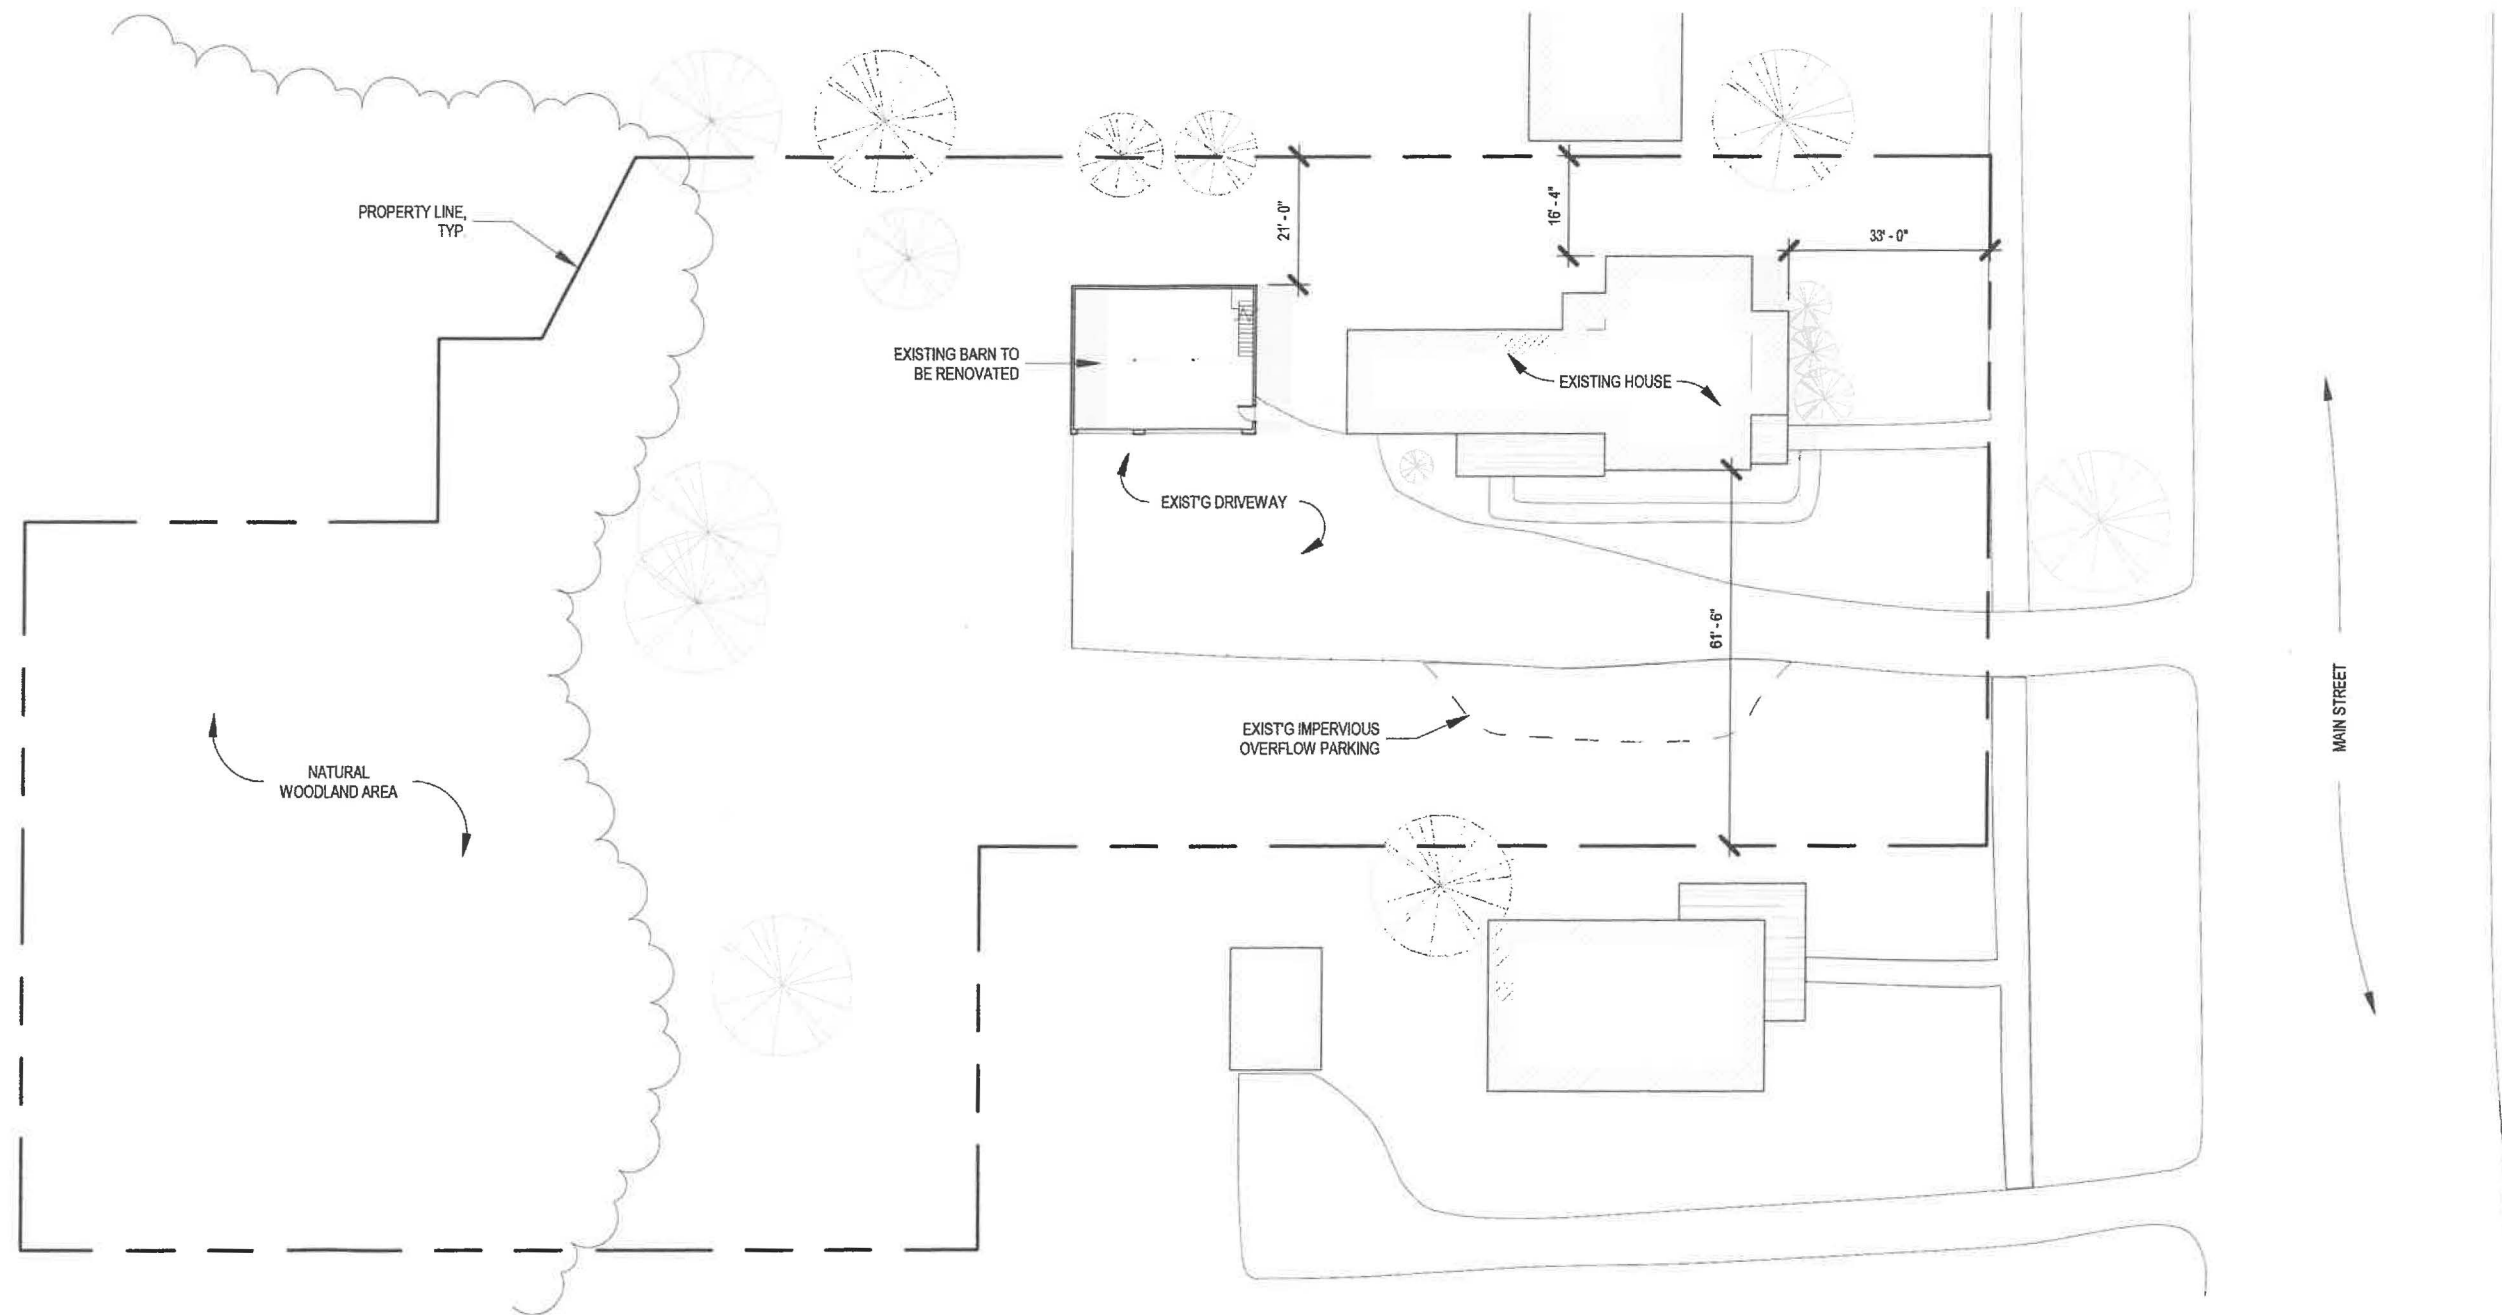 PROPERTY LINE,
TYP.
21' - 0"
16' - 4"
33' - 0"
EXISTING BARN TO
BE RENOVATED
EXISTING HOUSE
EXIST'G DRIVEWAY
61' - 6"
MAIN STREET
EXIST'G IMPERVIOUS
OVERFLOW PARKING
NATURAL
WOODLAND AREA